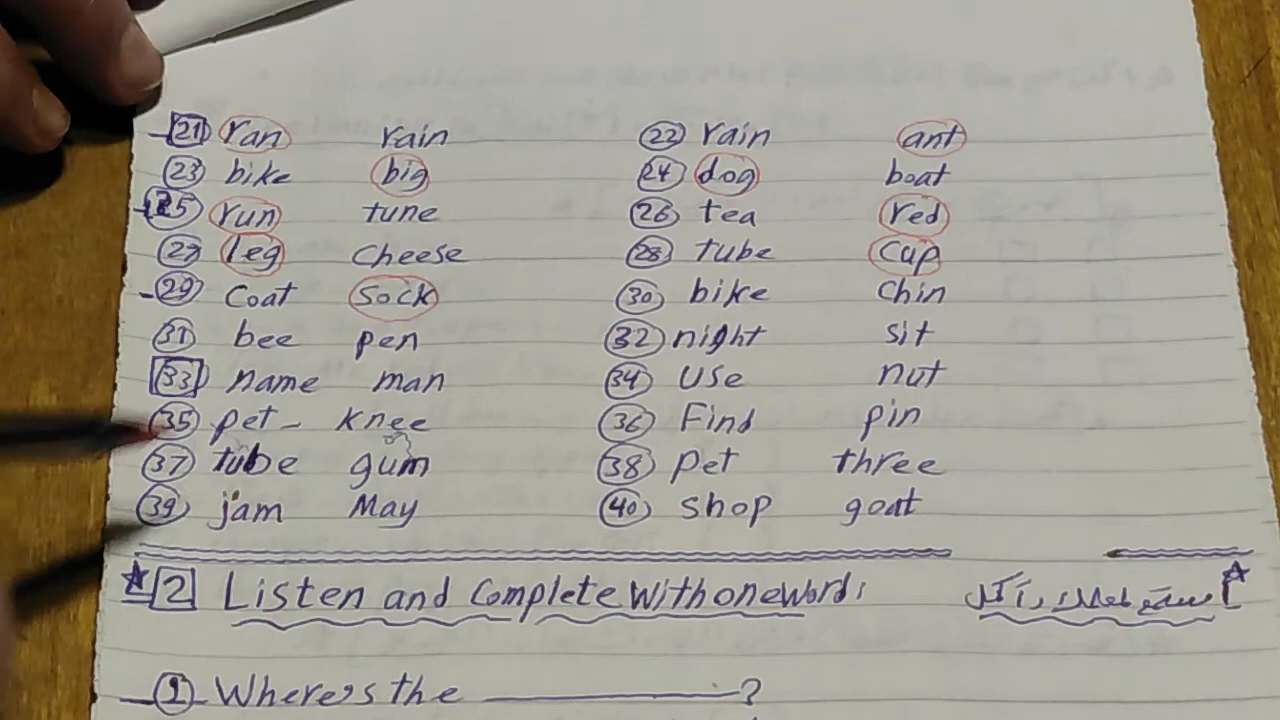 21 ran rain 22 rain ant
23 bike big 24 dog boat
25 run tune 26 tea red
27 leg cheese 28 tube cup
29 coat sock 30 bike chin
31 bee pen 32 night sit
33 name man 34 use nut
35 pet - knee 36 Find pin
37 tube gum 38 pet three
39 jam May 40 shop goat
2 Listen and Complete With one Word:
1 - Where's the ________?